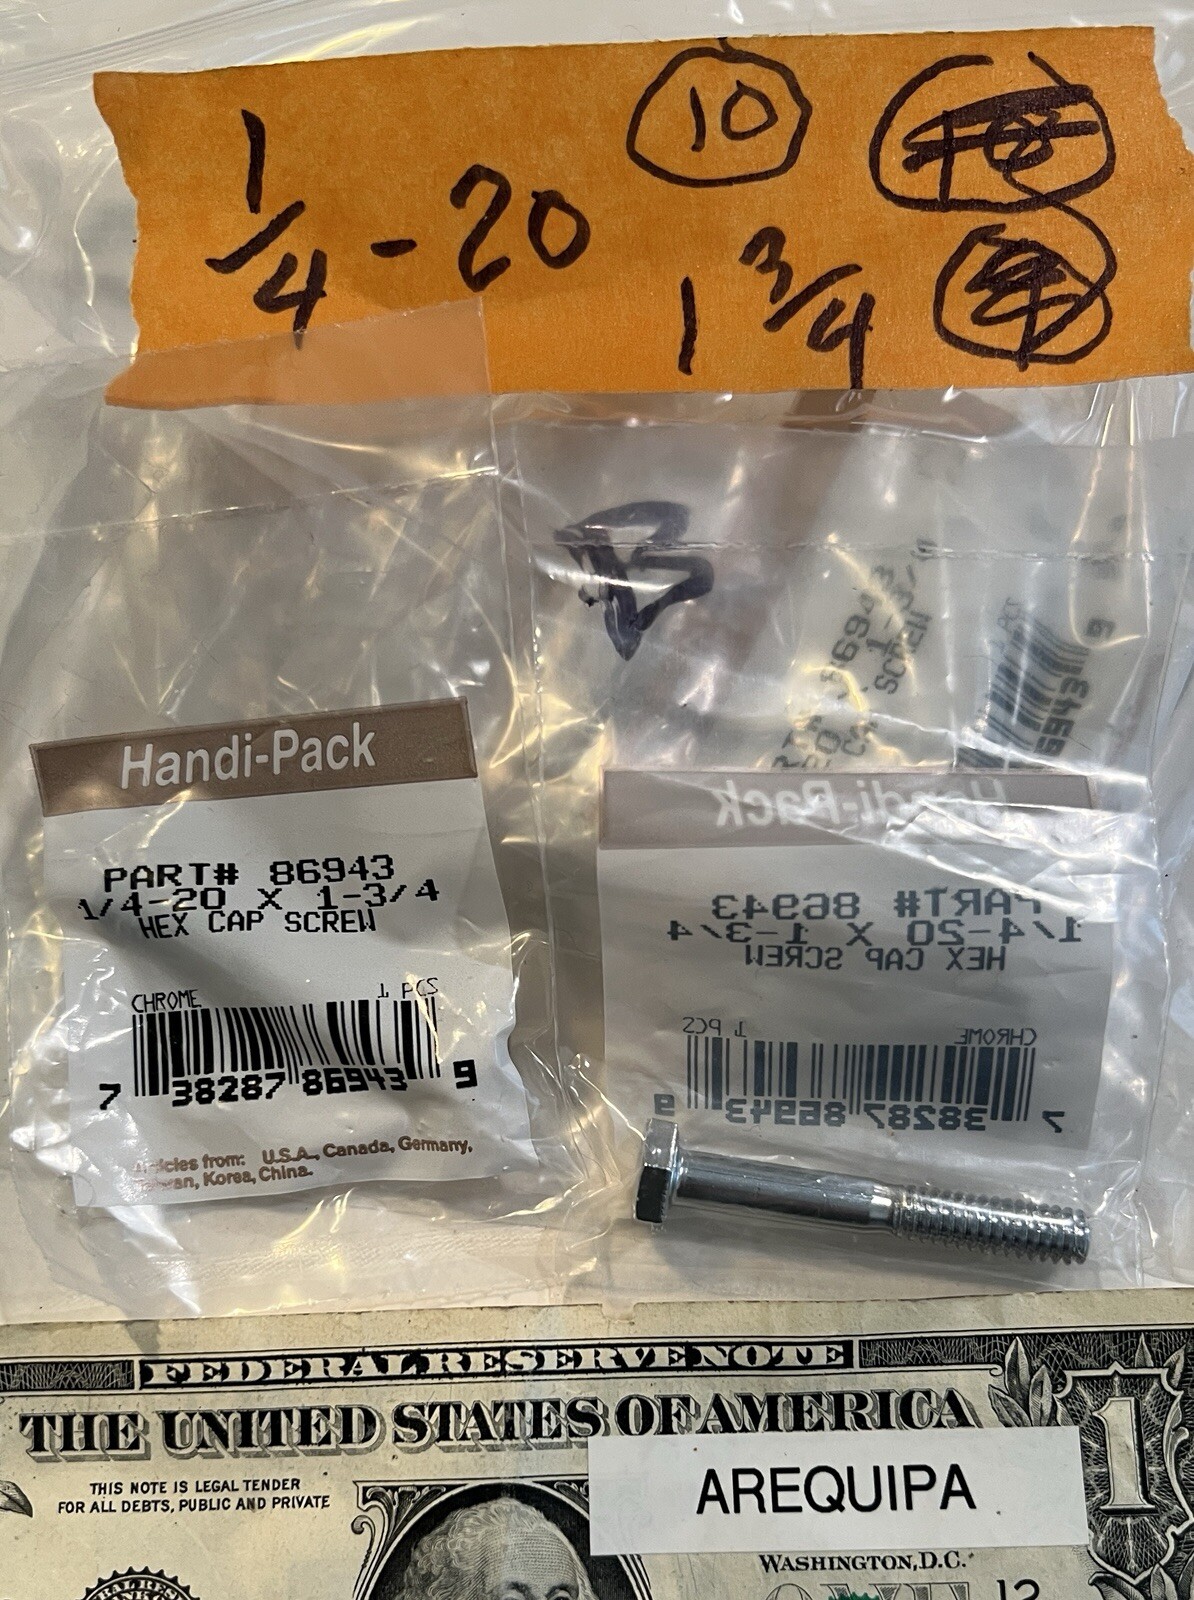 10
1/4-20
1 3/4
Handi-Pack
PART# 86943
1/4-20 X 1-3/4
HEX CAP SCREW
CHROME 1 PCS
7 38287 86943 9
Articles from: U.S.A., Canada, Germany,
Taiwan, Korea, China.
Handi-Pack
PART# 86943
1/4-20 X 1-3/4
HEX CAP SCREW
CHROME 1 PCS
7 38287 86943 9
FEDERAL RESERVE NOTE
THE UNITED STATES OF AMERICA
THIS NOTE IS LEGAL TENDER
FOR ALL DEBTS, PUBLIC AND PRIVATE
1
AREQUIPA
WASHINGTON, D.C.
12